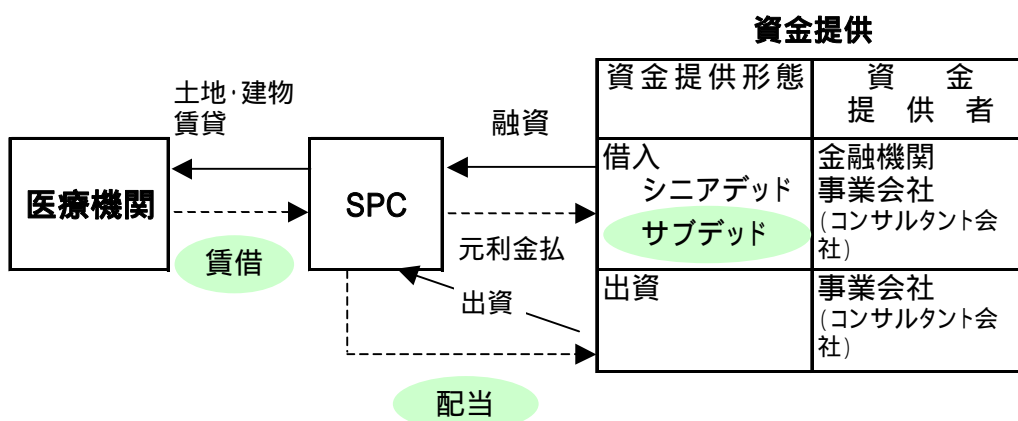 資金提供
資金提供形態
資 金
提 供 者
土地・建物
賃貸
融資
借入
シニアデッド
サブデッド
金融機関
事業会社
(コンサルタント会
社)
医療機関
SPC
賃借
元利金払
出資
出資
事業会社
(コンサルタント会
社)
配当